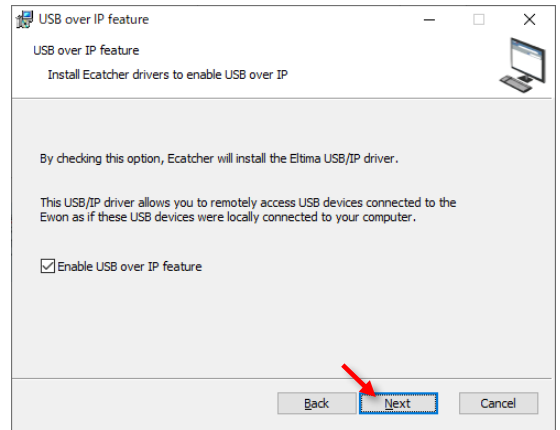 USB over IP feature
USB over IP feature
Install Ecatcher drivers to enable USB over IP
By checking this option, Ecatcher will install the Eltima USB/IP driver.
This USB/IP driver allows you to remotely access USB devices connected to the
Ewon as if these USB devices were locally connected to your computer.
Enable USB over IP feature
Back Next Cancel